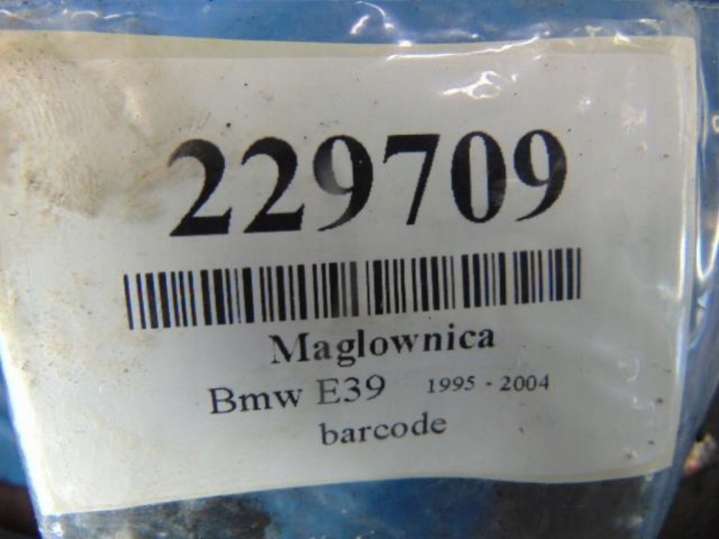 229709
Maglownica
Bmw E39 1995 - 2004
barcode